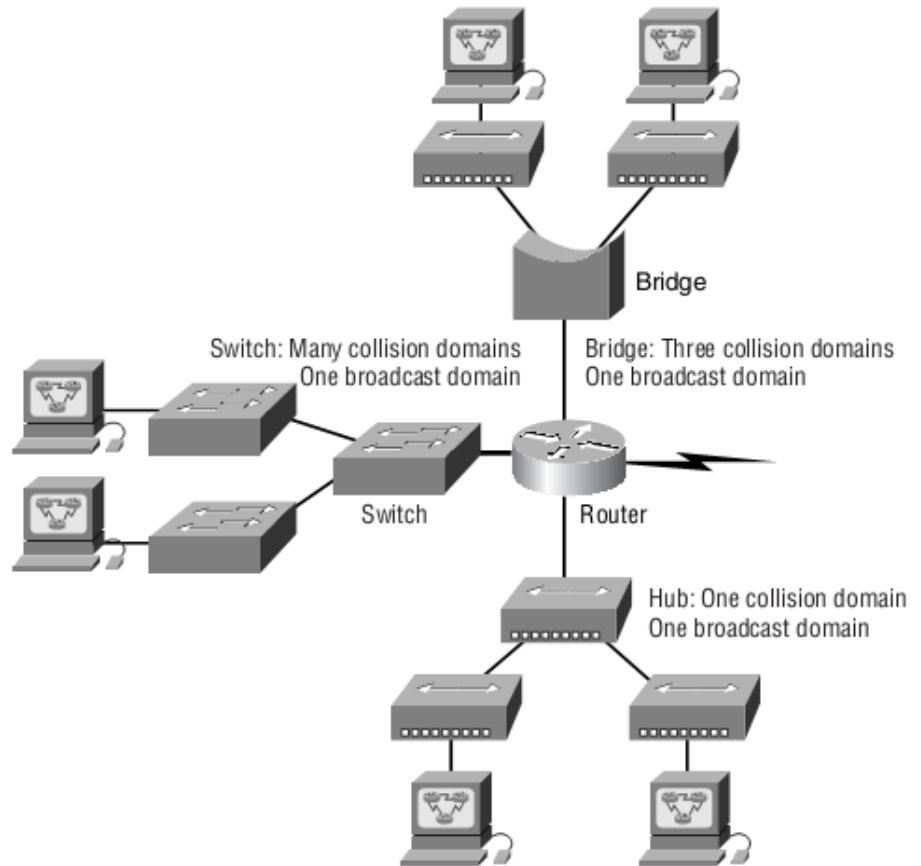 Bridge
Switch: Many collision domains
One broadcast domain
Bridge: Three collision domains
One broadcast domain
Switch
Router
Hub: One collision domain
One broadcast domain